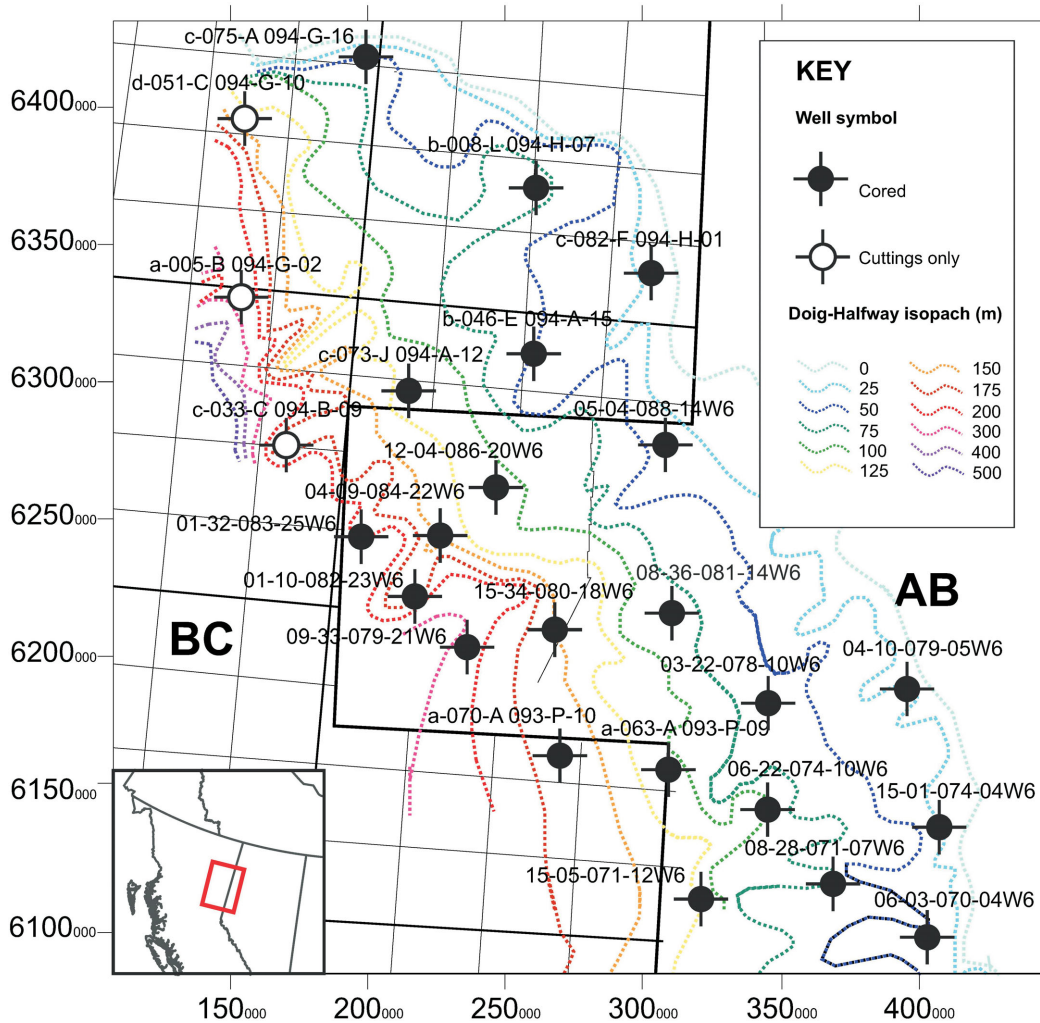 c-075-A 094-G-16
d-051-C 094-G-10
b-008-L 094-H-07
c-082-F 094-H-01
a-005-B 094-G-02
b-046-E 094-A-15
c-073-J 094-A-12
c-033-C 094-B-09
05-04-088-14W6
12-04-086-20W6
04-09-084-22W6
01-32-083-25W6
01-10-082-23W6
15-34-080-18W6
08-36-081-14W6
09-33-079-21W6
03-22-078-10W6
04-10-079-05W6
a-070-A 093-P-10
a-063-A 093-P-09
06-22-074-10W6
15-01-074-04W6
08-28-071-07W6
15-05-071-12W6
06-03-070-04W6
BC
AB
KEY
Well symbol
Cored
Cuttings only
Doig-Halfway isopach (m)
0
25
50
75
100
125
150
175
200
300
400
500
6400000
6350000
6300000
6250000
6200000
6150000
6100000
150000
200000
250000
300000
350000
400000